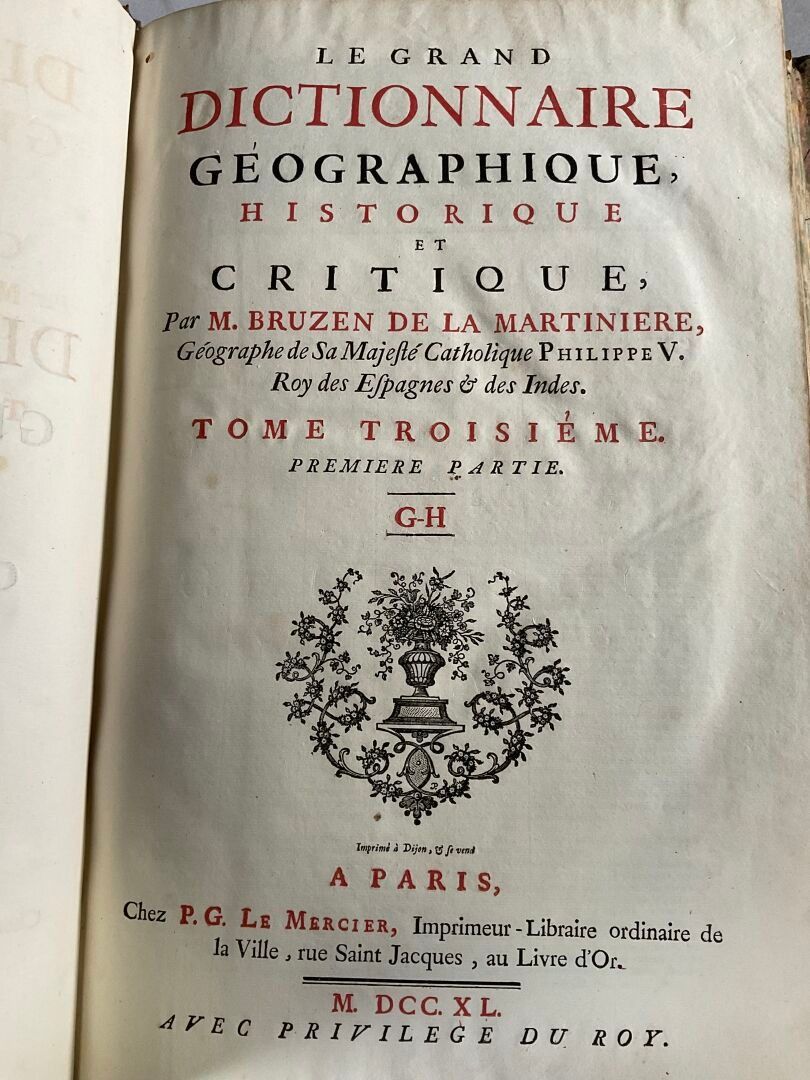 LE GRAND
DICTIONNAIRE
GÉOGRAPHIQUE,
HISTORIQUE
ET
CRITIQUE,
Par M. BRUZEN DE LA MARTINIERE,
Géographe de Sa Majeſté Catholique PHILIPPE V.
Roy des Eſpagnes & des Indes.
TOME TROISIÉME.
PREMIERE PARTIE.
G-H
Imprimé à Dijon, & ſe vend
A PARIS,
Chez P. G. LE MERCIER, Imprimeur-Libraire ordinaire de
la Ville, rue Saint Jacques, au Livre d'Or.
M. DCC. XL.
AVEC PRIVILEGE DU ROY.